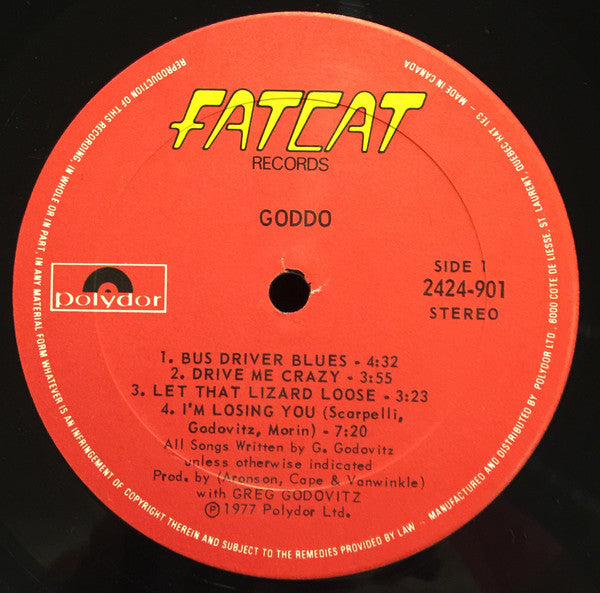 FATCAT
RECORDS
GODDO
polydor
SIDE 1
2424-901
STEREO
1. BUS DRIVER BLUES - 4:32
2. DRIVE ME CRAZY - 3:55
3. LET THAT LIZARD LOOSE - 3:23
4. I'M LOSING YOU (Scarpelli,
Godovitz, Morin) - 7:20
All Songs Written by G. Godovitz
unless otherwise indicated
Prod. by (Aronson, Cape & Vanwinkle)
with GREG GODOVITZ
Ⓟ 1977 Polydor Ltd.
REPRODUCTION OF THIS RECORDING, IN WHOLE OR IN PART, IN ANY MATERIAL FORM WHATEVER IS AN INFRINGEMENT OF COPYRIGHT THEREIN AND SUBJECT TO THE REMEDIES PROVIDED BY LAW – MANUFACTURED AND DISTRIBUTED BY POLYDOR LTD., 6000 COTE DE LIESSE, ST LAURENT, QUEBEC H4T 1E3 – MADE IN CANADA